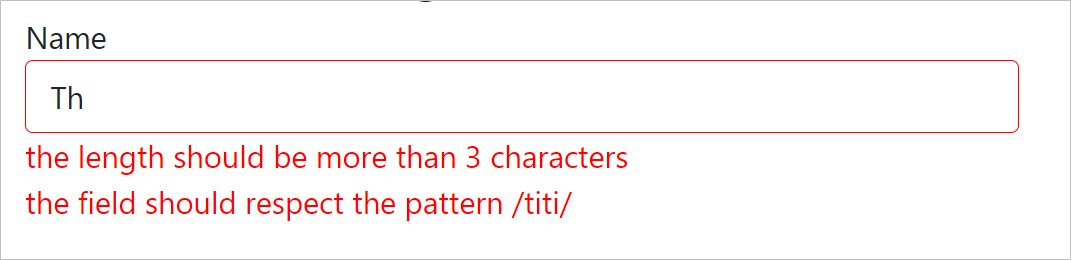 Name
Th
the length should be more than 3 characters
the field should respect the pattern /titi/